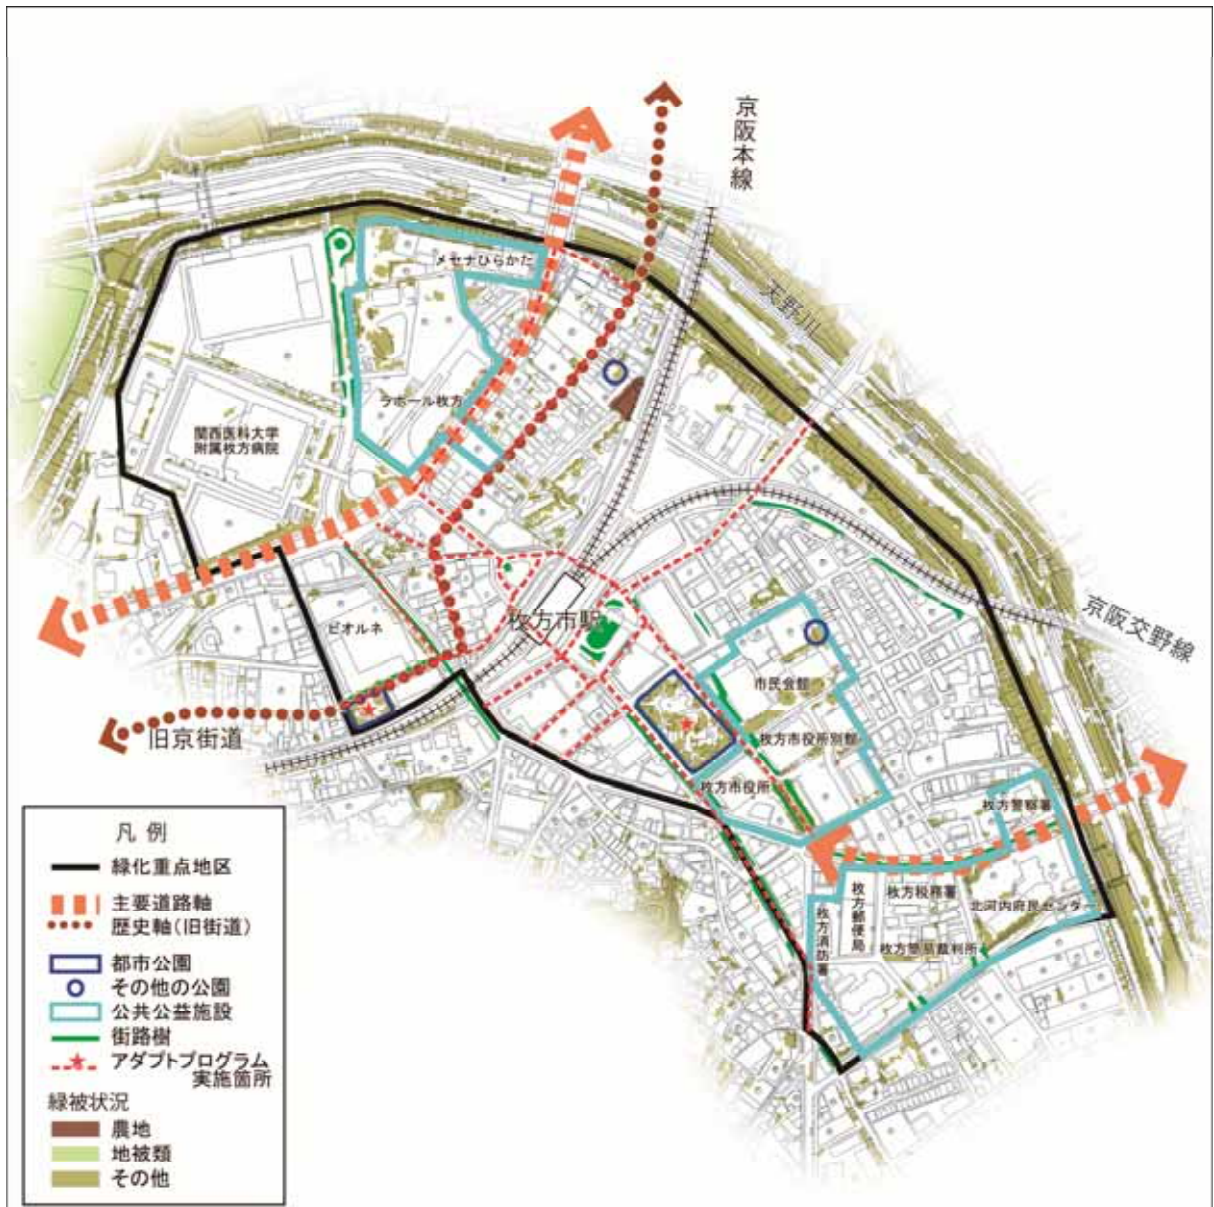 京阪本線
天野川
メセナひらかた
ラポール枚方
関西医科大学
附属枚方病院
京阪交野線
枚方市駅
ビオルネ
市民会館
旧京街道
枚方市役所別館
枚方市役所
枚方警察署
枚方税務署
枚方郵便局
北河内府民センター
枚方消防署
枚方簡易裁判所
凡例
緑化重点地区
主要道路軸
歴史軸(旧街道)
都市公園
その他の公園
公共公益施設
街路樹
アダプトプログラム
実施箇所
緑被状況
農地
地被類
その他